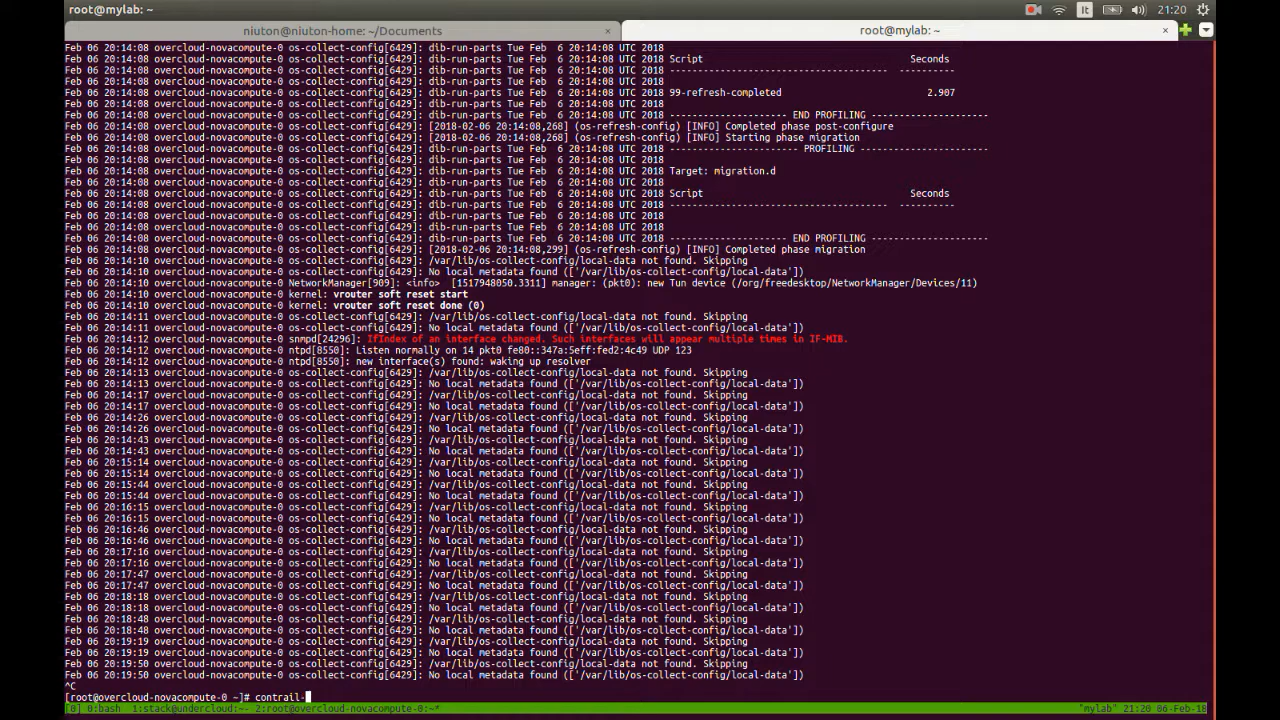 root@mylab: ~
It
21:20
niuton@niuton-home: ~/Documents
×
root@mylab: ~
×
Feb 06 20:14:08 overcloud-novacompute-0 os-collect-config[6429]: dib-run-parts Tue Feb  6 20:14:08 UTC 2018
Feb 06 20:14:08 overcloud-novacompute-0 os-collect-config[6429]: dib-run-parts Tue Feb  6 20:14:08 UTC 2018 Script                                     Seconds
Feb 06 20:14:08 overcloud-novacompute-0 os-collect-config[6429]: dib-run-parts Tue Feb  6 20:14:08 UTC 2018 ---------------------------------------  ----------
Feb 06 20:14:08 overcloud-novacompute-0 os-collect-config[6429]: dib-run-parts Tue Feb  6 20:14:08 UTC 2018
Feb 06 20:14:08 overcloud-novacompute-0 os-collect-config[6429]: dib-run-parts Tue Feb  6 20:14:08 UTC 2018 99-refresh-completed                          2.907
Feb 06 20:14:08 overcloud-novacompute-0 os-collect-config[6429]: dib-run-parts Tue Feb  6 20:14:08 UTC 2018
Feb 06 20:14:08 overcloud-novacompute-0 os-collect-config[6429]: dib-run-parts Tue Feb  6 20:14:08 UTC 2018 --------------------- END PROFILING ---------------------
Feb 06 20:14:08 overcloud-novacompute-0 os-collect-config[6429]: [2018-02-06 20:14:08,268] (os-refresh-config) [INFO] Completed phase post-configure
Feb 06 20:14:08 overcloud-novacompute-0 os-collect-config[6429]: [2018-02-06 20:14:08,268] (os-refresh-config) [INFO] Starting phase migration
Feb 06 20:14:08 overcloud-novacompute-0 os-collect-config[6429]: dib-run-parts Tue Feb  6 20:14:08 UTC 2018 ----------------------- PROFILING -----------------------
Feb 06 20:14:08 overcloud-novacompute-0 os-collect-config[6429]: dib-run-parts Tue Feb  6 20:14:08 UTC 2018
Feb 06 20:14:08 overcloud-novacompute-0 os-collect-config[6429]: dib-run-parts Tue Feb  6 20:14:08 UTC 2018 Target: migration.d
Feb 06 20:14:08 overcloud-novacompute-0 os-collect-config[6429]: dib-run-parts Tue Feb  6 20:14:08 UTC 2018
Feb 06 20:14:08 overcloud-novacompute-0 os-collect-config[6429]: dib-run-parts Tue Feb  6 20:14:08 UTC 2018 Script                                     Seconds
Feb 06 20:14:08 overcloud-novacompute-0 os-collect-config[6429]: dib-run-parts Tue Feb  6 20:14:08 UTC 2018 ---------------------------------------  ----------
Feb 06 20:14:08 overcloud-novacompute-0 os-collect-config[6429]: dib-run-parts Tue Feb  6 20:14:08 UTC 2018
Feb 06 20:14:08 overcloud-novacompute-0 os-collect-config[6429]: dib-run-parts Tue Feb  6 20:14:08 UTC 2018
Feb 06 20:14:08 overcloud-novacompute-0 os-collect-config[6429]: dib-run-parts Tue Feb  6 20:14:08 UTC 2018 --------------------- END PROFILING ---------------------
Feb 06 20:14:08 overcloud-novacompute-0 os-collect-config[6429]: [2018-02-06 20:14:08,299] (os-refresh-config) [INFO] Completed phase migration
Feb 06 20:14:10 overcloud-novacompute-0 os-collect-config[6429]: /var/lib/os-collect-config/local-data not found. Skipping
Feb 06 20:14:10 overcloud-novacompute-0 os-collect-config[6429]: No local metadata found (['/var/lib/os-collect-config/local-data'])
Feb 06 20:14:10 overcloud-novacompute-0 NetworkManager[909]: <info>  [1517948050.3311] manager: (pkt0): new Tun device (/org/freedesktop/NetworkManager/Devices/11)
Feb 06 20:14:10 overcloud-novacompute-0 kernel: vrouter soft reset start
Feb 06 20:14:10 overcloud-novacompute-0 kernel: vrouter soft reset done (0)
Feb 06 20:14:11 overcloud-novacompute-0 os-collect-config[6429]: /var/lib/os-collect-config/local-data not found. Skipping
Feb 06 20:14:11 overcloud-novacompute-0 os-collect-config[6429]: No local metadata found (['/var/lib/os-collect-config/local-data'])
Feb 06 20:14:12 overcloud-novacompute-0 snmpd[24296]: IfIndex of an interface changed. Such interfaces will appear multiple times in IF-MIB.
Feb 06 20:14:12 overcloud-novacompute-0 ntpd[8550]: Listen normally on 14 pkt0 fe80::347a:5eff:fed2:4c49 UDP 123
Feb 06 20:14:12 overcloud-novacompute-0 ntpd[8550]: new interface(s) found: waking up resolver
Feb 06 20:14:13 overcloud-novacompute-0 os-collect-config[6429]: /var/lib/os-collect-config/local-data not found. Skipping
Feb 06 20:14:13 overcloud-novacompute-0 os-collect-config[6429]: No local metadata found (['/var/lib/os-collect-config/local-data'])
Feb 06 20:14:17 overcloud-novacompute-0 os-collect-config[6429]: /var/lib/os-collect-config/local-data not found. Skipping
Feb 06 20:14:17 overcloud-novacompute-0 os-collect-config[6429]: No local metadata found (['/var/lib/os-collect-config/local-data'])
Feb 06 20:14:26 overcloud-novacompute-0 os-collect-config[6429]: /var/lib/os-collect-config/local-data not found. Skipping
Feb 06 20:14:26 overcloud-novacompute-0 os-collect-config[6429]: No local metadata found (['/var/lib/os-collect-config/local-data'])
Feb 06 20:14:43 overcloud-novacompute-0 os-collect-config[6429]: /var/lib/os-collect-config/local-data not found. Skipping
Feb 06 20:14:43 overcloud-novacompute-0 os-collect-config[6429]: No local metadata found (['/var/lib/os-collect-config/local-data'])
Feb 06 20:15:14 overcloud-novacompute-0 os-collect-config[6429]: /var/lib/os-collect-config/local-data not found. Skipping
Feb 06 20:15:14 overcloud-novacompute-0 os-collect-config[6429]: No local metadata found (['/var/lib/os-collect-config/local-data'])
Feb 06 20:15:44 overcloud-novacompute-0 os-collect-config[6429]: /var/lib/os-collect-config/local-data not found. Skipping
Feb 06 20:15:44 overcloud-novacompute-0 os-collect-config[6429]: No local metadata found (['/var/lib/os-collect-config/local-data'])
Feb 06 20:16:15 overcloud-novacompute-0 os-collect-config[6429]: /var/lib/os-collect-config/local-data not found. Skipping
Feb 06 20:16:15 overcloud-novacompute-0 os-collect-config[6429]: No local metadata found (['/var/lib/os-collect-config/local-data'])
Feb 06 20:16:46 overcloud-novacompute-0 os-collect-config[6429]: /var/lib/os-collect-config/local-data not found. Skipping
Feb 06 20:16:46 overcloud-novacompute-0 os-collect-config[6429]: No local metadata found (['/var/lib/os-collect-config/local-data'])
Feb 06 20:17:16 overcloud-novacompute-0 os-collect-config[6429]: /var/lib/os-collect-config/local-data not found. Skipping
Feb 06 20:17:16 overcloud-novacompute-0 os-collect-config[6429]: No local metadata found (['/var/lib/os-collect-config/local-data'])
Feb 06 20:17:47 overcloud-novacompute-0 os-collect-config[6429]: /var/lib/os-collect-config/local-data not found. Skipping
Feb 06 20:17:47 overcloud-novacompute-0 os-collect-config[6429]: No local metadata found (['/var/lib/os-collect-config/local-data'])
Feb 06 20:18:18 overcloud-novacompute-0 os-collect-config[6429]: /var/lib/os-collect-config/local-data not found. Skipping
Feb 06 20:18:18 overcloud-novacompute-0 os-collect-config[6429]: No local metadata found (['/var/lib/os-collect-config/local-data'])
Feb 06 20:18:48 overcloud-novacompute-0 os-collect-config[6429]: /var/lib/os-collect-config/local-data not found. Skipping
Feb 06 20:18:48 overcloud-novacompute-0 os-collect-config[6429]: No local metadata found (['/var/lib/os-collect-config/local-data'])
Feb 06 20:19:19 overcloud-novacompute-0 os-collect-config[6429]: /var/lib/os-collect-config/local-data not found. Skipping
Feb 06 20:19:19 overcloud-novacompute-0 os-collect-config[6429]: No local metadata found (['/var/lib/os-collect-config/local-data'])
Feb 06 20:19:50 overcloud-novacompute-0 os-collect-config[6429]: /var/lib/os-collect-config/local-data not found. Skipping
Feb 06 20:19:50 overcloud-novacompute-0 os-collect-config[6429]: No local metadata found (['/var/lib/os-collect-config/local-data'])
^C
[root@overcloud-novacompute-0 ~]# contrail-
[0] 0:bash  1:stack@undercloud:~- 2:root@overcloud-novacompute-0:~*
"mylab" 21:20 06-Feb-18